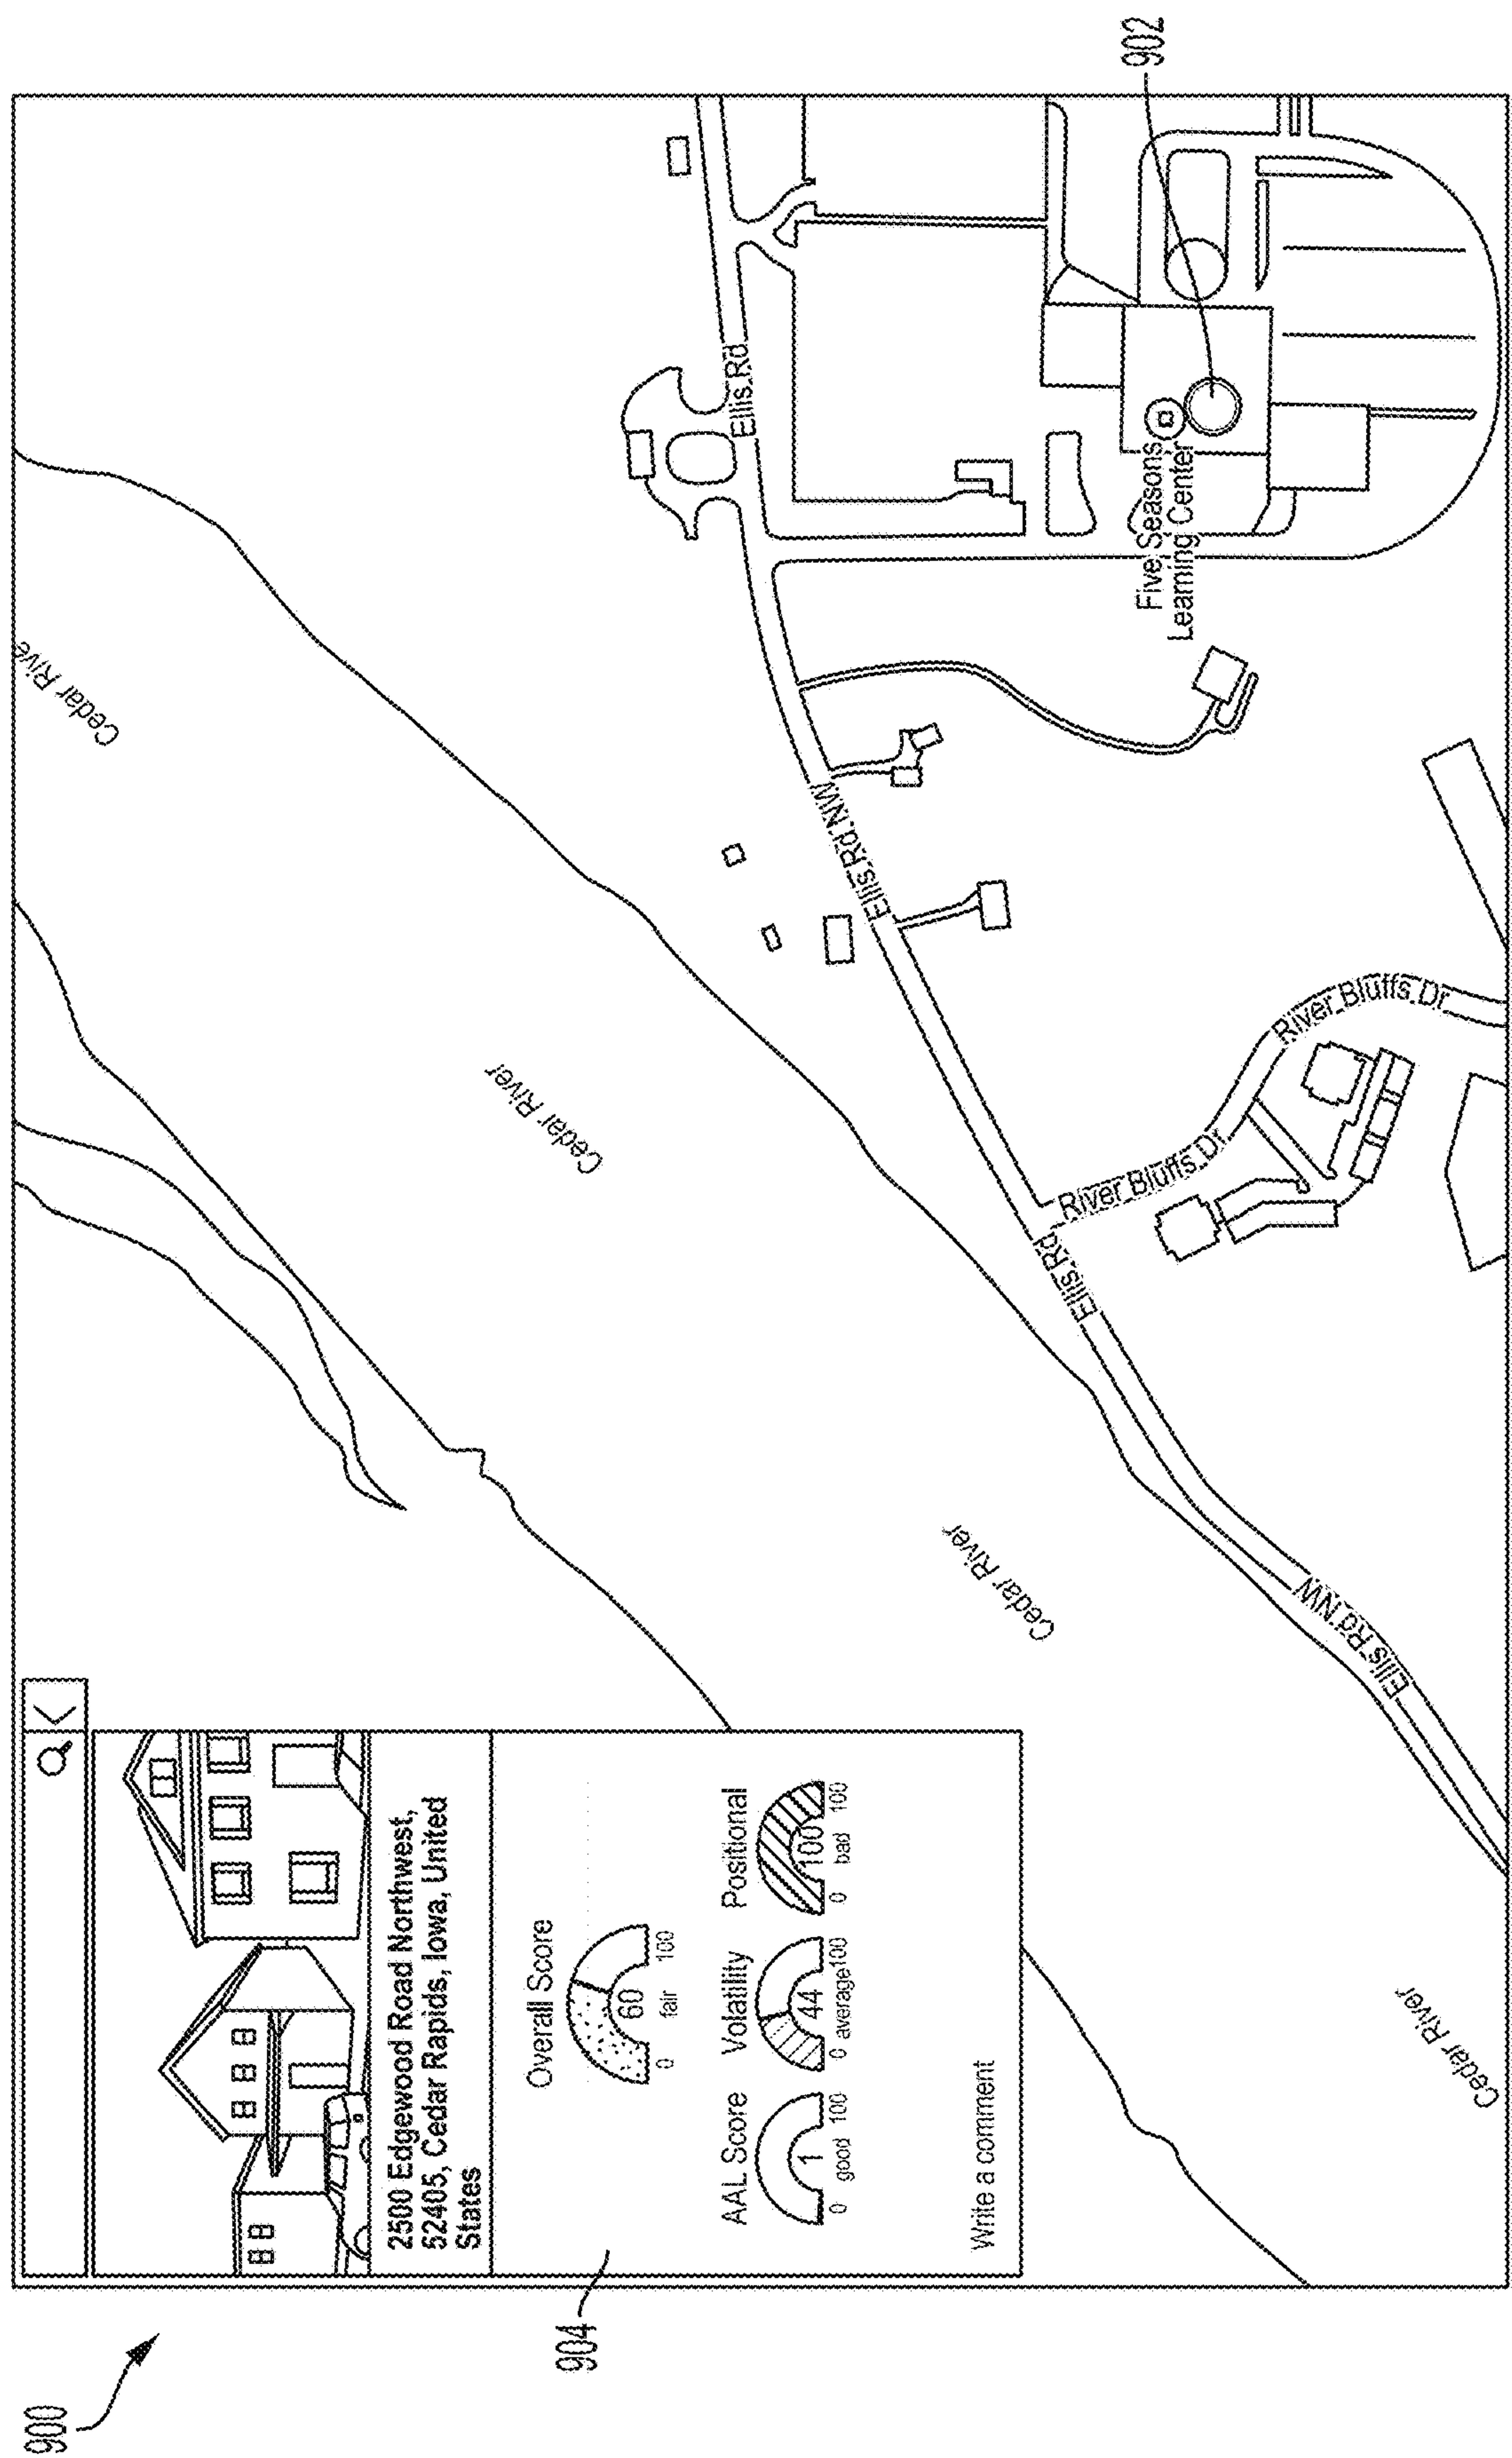 900
2500 Edgewood Road Northwest,
52405, Cedar Rapids, Iowa, United
States
Overall Score
60
0 fair 100
AAL Score
1
0 good 100
Volatility
44
0 average 100
Positional
100
0 bad 100
Write a comment
904
Cedar Rive
Cedar River
Cedar River
Cedar River
Ellis Rd
Ellis Rd NW
Ellis Rd
Ellis Rd NW
River Bluffs Dr
River Bluffs Dr
Five Seasons
Learning Center
902